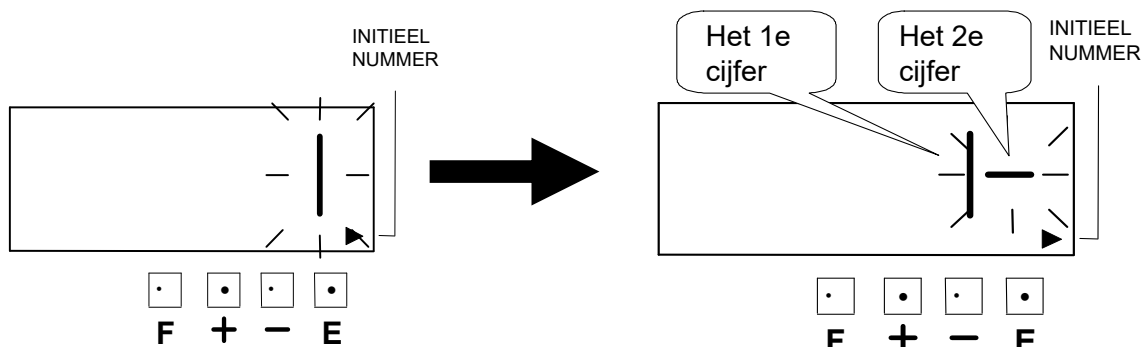 INITIEEL
NUMMER
Het 1e
cijfer
Het 2e
cijfer
INITIEEL
NUMMER
F + − E
F + − E